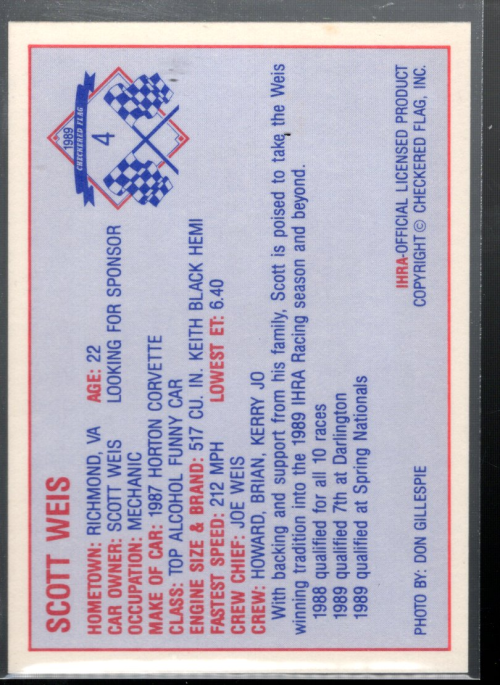 SCOTT WEIS
1989
CHECKERED FLAG
4
HOMETOWN: RICHMOND, VA AGE: 22
CAR OWNER: SCOTT WEIS LOOKING FOR SPONSOR
OCCUPATION: MECHANIC
MAKE OF CAR: 1987 HORTON CORVETTE
CLASS: TOP ALCOHOL FUNNY CAR
ENGINE SIZE & BRAND: 517 CU. IN. KEITH BLACK HEMI
FASTEST SPEED: 212 MPH LOWEST ET: 6.40
CREW CHIEF: JOE WEIS
CREW: HOWARD, BRIAN, KERRY JO
With backing and support from his family, Scott is poised to take the Weis
winning tradition into the 1989 IHRA Racing season and beyond.
1988 qualified for all 10 races
1989 qualified 7th at Darlington
1989 qualified at Spring Nationals
IHRA-OFFICIAL LICENSED PRODUCT
PHOTO BY: DON GILLESPIE COPYRIGHT © CHECKERED FLAG, INC.